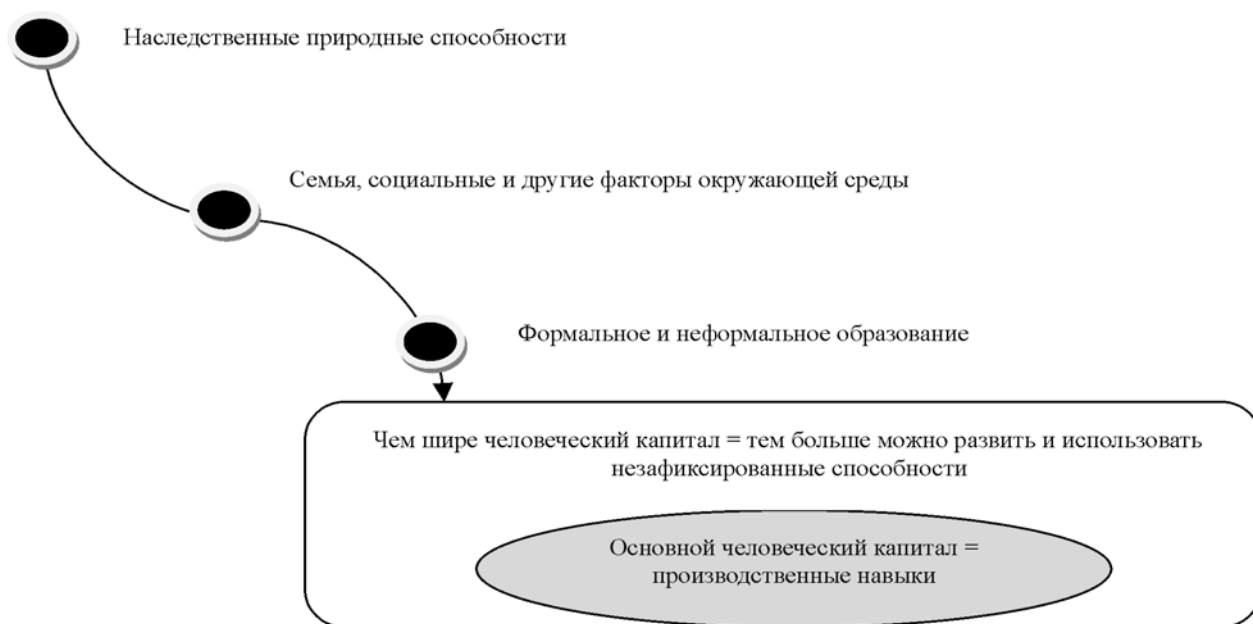 Наследственные природные способности
Семья, социальные и другие факторы окружающей среды
Формальное и неформальное образование
Чем шире человеческий капитал = тем больше можно развить и использовать
незафиксированные способности
Основной человеческий капитал =
производственные навыки